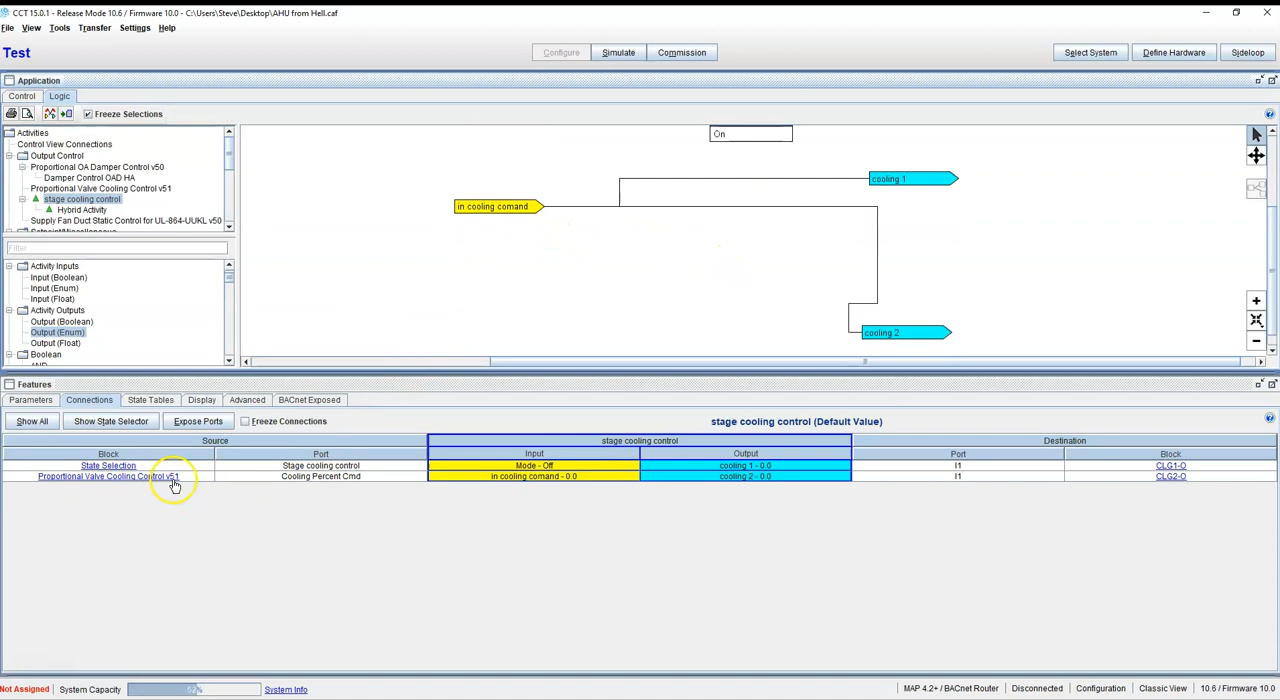 CCT 15.0.1 - Release Mode 10.6 / Firmware 10.0 - C:\Users\Steve\Desktop\AHU from Hell.caf
File View Tools Transfer Settings Help
Test
Configure Simulate Commission Select System Define Hardware Sideloop
Application
Control Logic
Freeze Selections
Activities
Control View Connections
Output Control
Proportional OA Damper Control v50
Damper Control OAD HA
Proportional Valve Cooling Control v51
stage cooling control
Hybrid Activity
Supply Fan Duct Static Control for UL-864-UUKL v50
Setpoint/Miscellaneous
Filter
Activity Inputs
Input (Boolean)
Input (Enum)
Input (Float)
Activity Outputs
Output (Boolean)
Output (Enum)
Output (Float)
Boolean
AND
On
cooling 1
in cooling comand
cooling 2
Features
Parameters Connections State Tables Display Advanced BACnet Exposed
Show All Show State Selector Expose Ports Freeze Connections stage cooling control (Default Value)
Source stage cooling control Destination
Block Port Input Output Port Block
State Selection Stage cooling control Mode - Off cooling 1 - 0.0 I1 CLG1-O
Proportional Valve Cooling Control v51 Cooling Percent Cmd in cooling comand - 0.0 cooling 2 - 0.0 I1 CLG2-O
Not Assigned System Capacity 52% System Info MAP 4.2+ / BACnet Router Disconnected Configuration Classic View 10.6 / Firmware 10.0